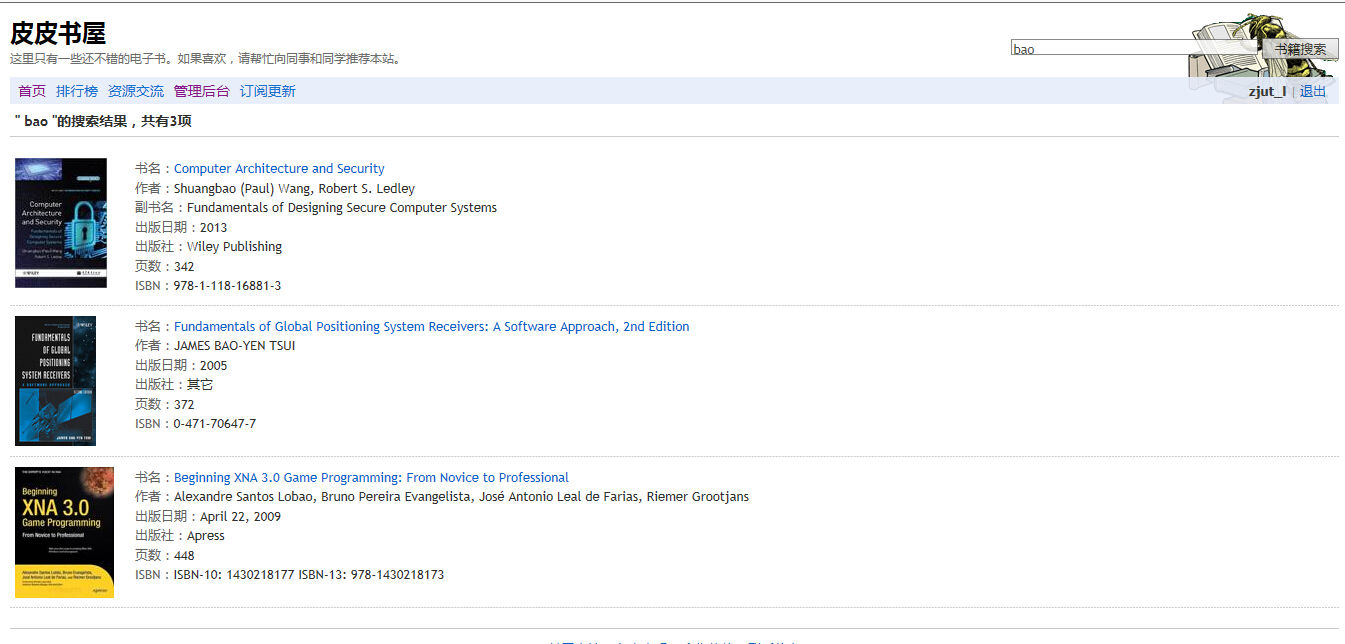 皮皮书屋
这里只有一些还不错的电子书。如果喜欢，请帮忙向同事和同学推荐本站。
bao
书籍搜索
首页 排行榜 资源交流 管理后台 订阅更新
zjut_l | 退出
" bao "的搜索结果，共有3项
Computer Architecture and Security
书名：Computer Architecture and Security
作者：Shuangbao (Paul) Wang, Robert S. Ledley
副书名：Fundamentals of Designing Secure Computer Systems
出版日期：2013
出版社：Wiley Publishing
页数：342
ISBN：978-1-118-16881-3
FUNDAMENTALS OF GLOBAL POSITIONING SYSTEM RECEIVERS
书名：Fundamentals of Global Positioning System Receivers: A Software Approach, 2nd Edition
作者：JAMES BAO-YEN TSUI
出版日期：2005
出版社：其它
页数：372
ISBN：0-471-70647-7
Beginning
XNA 3.0
Game Programming
From Novice to Professional
书名：Beginning XNA 3.0 Game Programming: From Novice to Professional
作者：Alexandre Santos Lobao, Bruno Pereira Evangelista, José Antonio Leal de Farias, Riemer Grootjans
出版日期：April 22, 2009
出版社：Apress
页数：448
ISBN：ISBN-10: 1430218177 ISBN-13: 978-1430218173